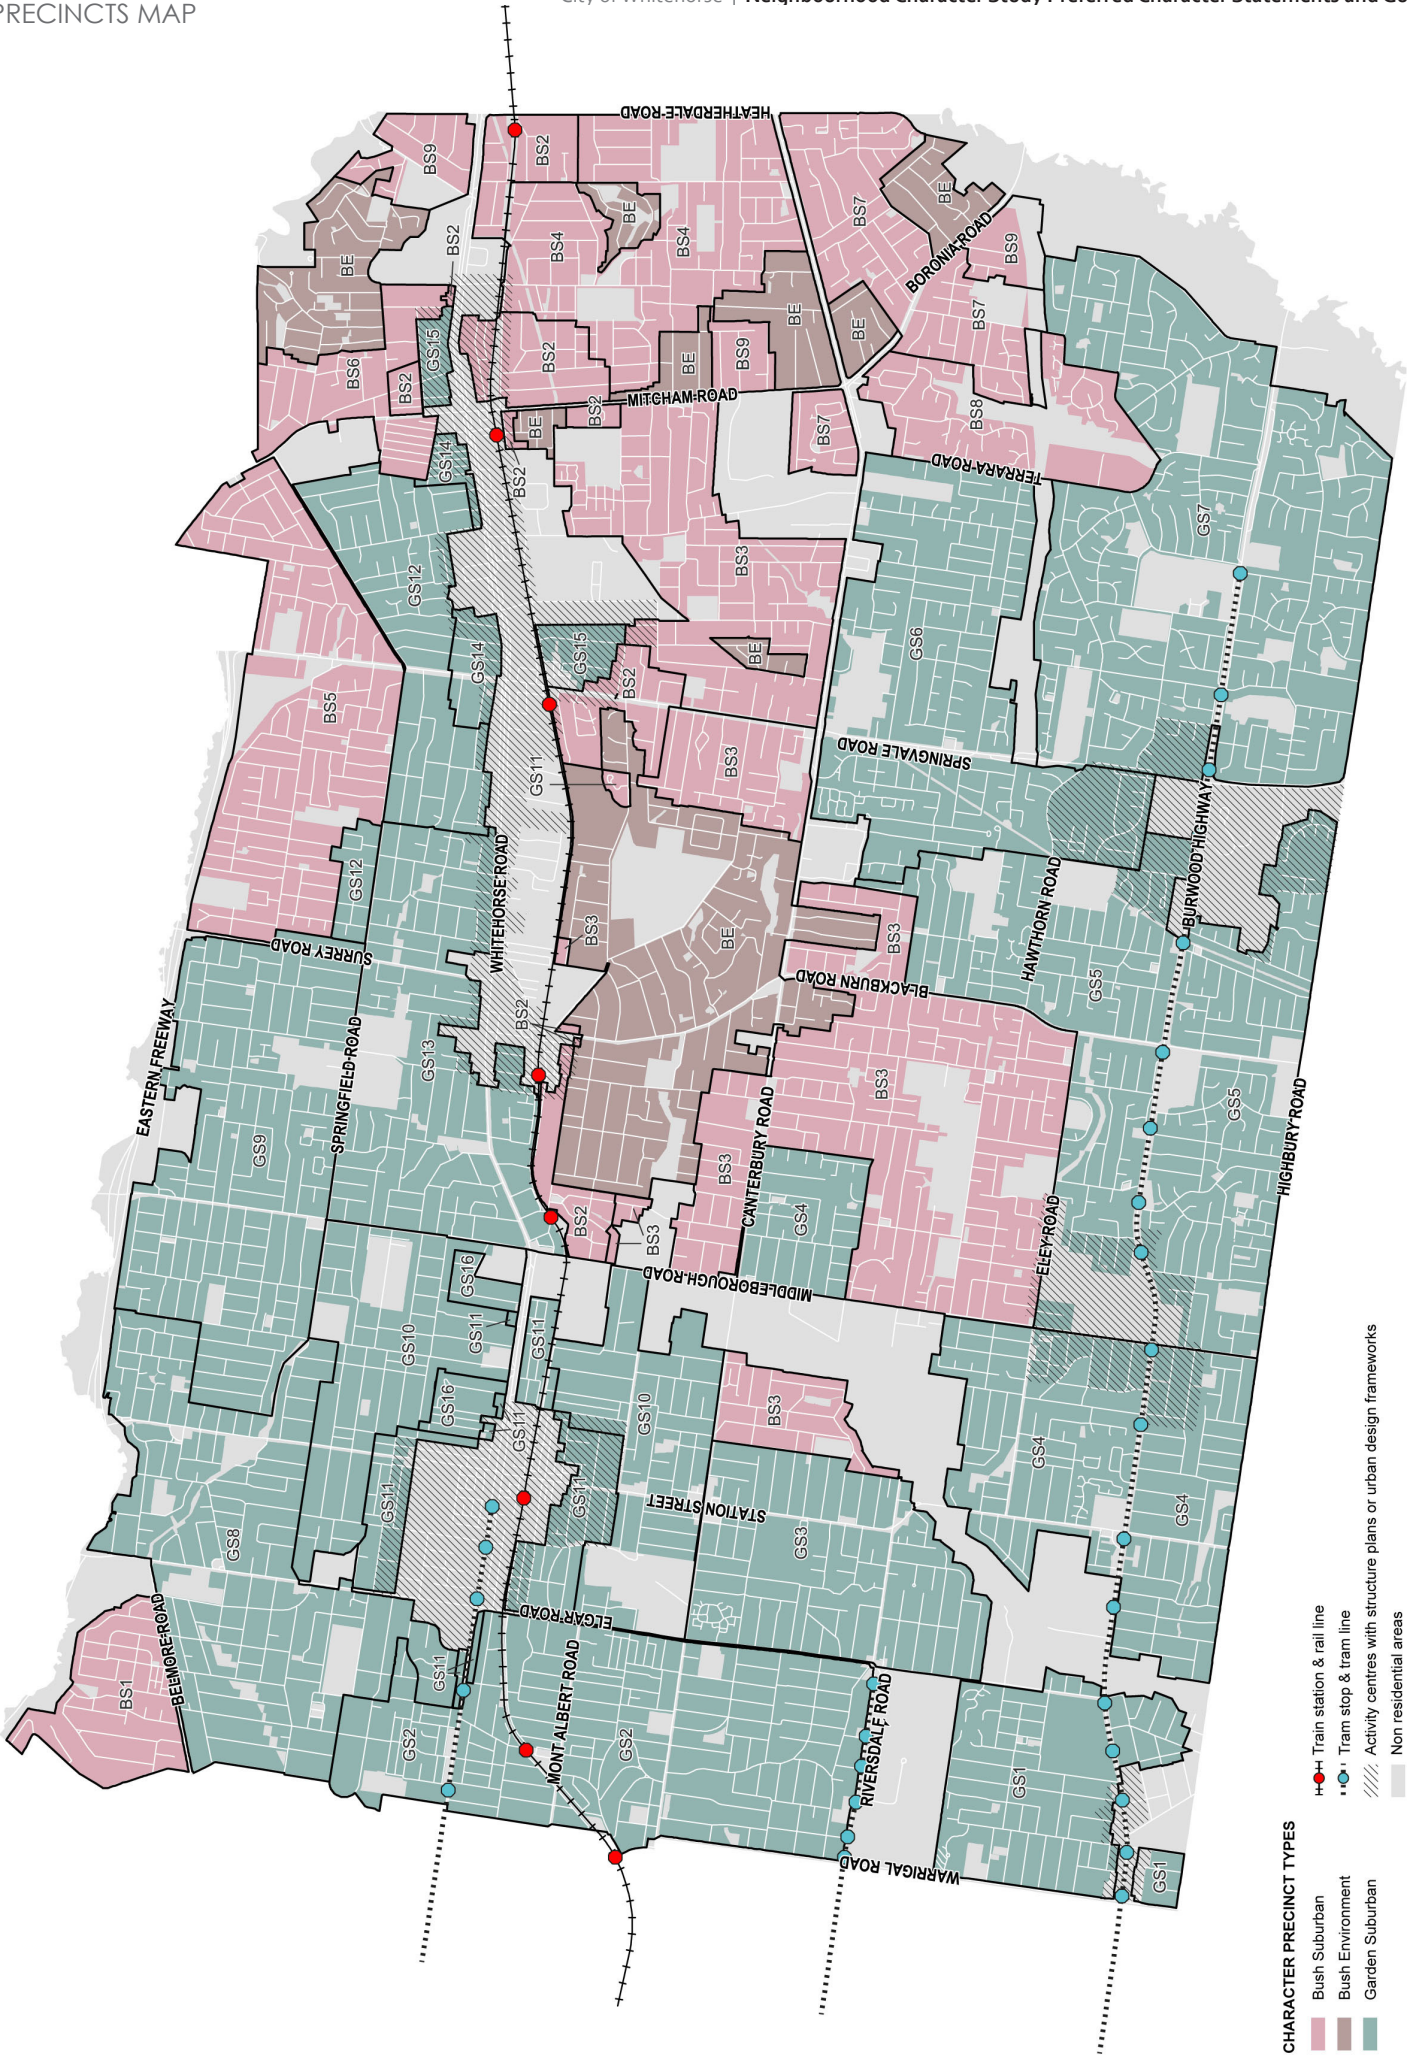 PRECINCTS MAP
City of Whitehorse | Neighbourhood Character Study Preferred Character Statements and Gu
HEATHERDALE ROAD
BS9
BS2
BE
BS2
BS4
BE
BS4
BS7
BE
BORONIA ROAD
BS9
BS7
BE
BE
GS15
BS6
BS2
BS2
BE
BS9
MITCHAM ROAD
BS2
BE
BS7
BS8
GS14
BS2
TERRARA ROAD
GS7
GS12
BS3
GS6
GS14
GS15
BS2
BE
BS5
BS3
SPRINGVALE ROAD
GS11
BURWOOD HIGHWAY
WHITEHORSE ROAD
GS12
HAWTHORN ROAD
BS3
BE
BS3
SURREY ROAD
BLACKBURN ROAD
GS5
BS2
EASTERN FREEWAY
SPRINGFIELD ROAD
GS13
GS9
BS3
GS5
HIGHBURY ROAD
CANTERBURY ROAD
BS3
GS4
BS2
BS3
ELEY ROAD
MIDDLEBOROUGH ROAD
GS16
GS11
GS11
GS10
GS16
GS11
GS10
BS3
GS4
GS11
GS11
STATION STREET
GS3
GS4
GS8
ELGAR ROAD
BELMORE ROAD
BS1
GS11
MONT ALBERT ROAD
GS2
GS2
RIVERSDALE ROAD
GS1
WARRIGAL ROAD
GS1
CHARACTER PRECINCT TYPES
Bush Suburban
Bush Environment
Garden Suburban
Train station & rail line
Tram stop & tram line
Activity centres with structure plans or urban design frameworks
Non residential areas